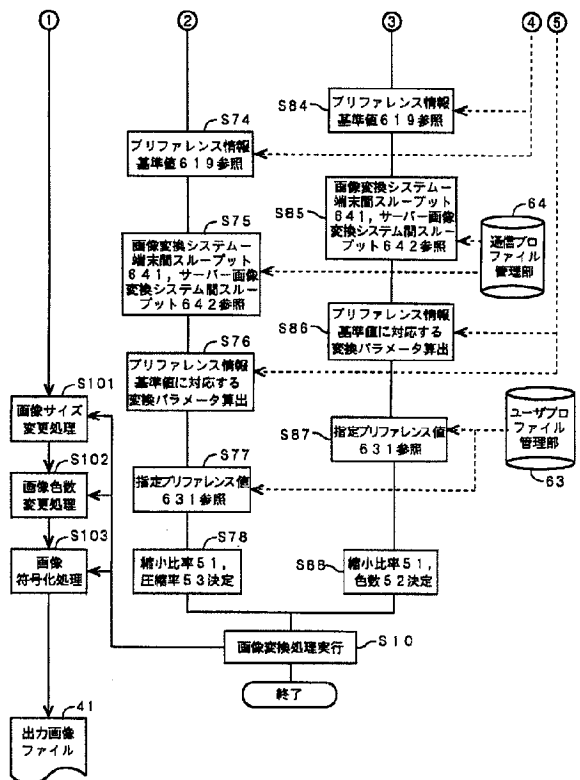 ①
②
③
④
⑤
S84
プリファレンス情報
基準値619参照
S74
プリファレンス情報
基準値619参照
S85
画像変換システムー
端末間スループット
641,サーバー画像
変換システム間スルー
プット642参照
64
通信プロ
ファイル
管理部
S75
画像変換システムー
端末間スループット
641,サーバー画像
変換システム間スルー
プット642参照
S86
プリファレンス情報
基準値に対応する
変換パラメータ算出
S76
プリファレンス情報
基準値に対応する
変換パラメータ算出
S101
画像サイズ
変更処理
S87
指定プリファレンス値
631参照
ユーザプロ
ファイル
管理部
63
S102
画像色数
変更処理
S77
指定プリファレンス値
631参照
S103
画像
符号化処理
S78
縮小比率51,
圧縮率53決定
S88
縮小比率51,
色数52決定
画像変換処理実行
S10
終了
41
出力画像
ファイル